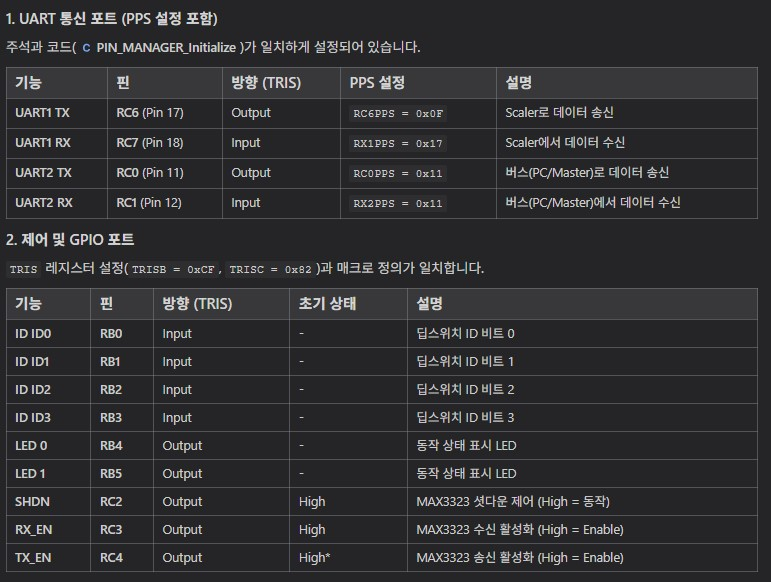 1. UART 통신 포트 (PPS 설정 포함)
주석과 코드( C PIN_MANAGER_Initialize )가 일치하게 설정되어 있습니다.
기능 핀 방향 (TRIS) PPS 설정 설명
UART1 TX RC6 (Pin 17) Output RC6PPS = 0x0F Scaler로 데이터 송신
UART1 RX RC7 (Pin 18) Input RX1PPS = 0x17 Scaler에서 데이터 수신
UART2 TX RC0 (Pin 11) Output RC0PPS = 0x11 버스(PC/Master)로 데이터 송신
UART2 RX RC1 (Pin 12) Input RX2PPS = 0x11 버스(PC/Master)에서 데이터 수신
2. 제어 및 GPIO 포트
TRIS 레지스터 설정( TRISB = 0xCF , TRISC = 0x82 )과 매크로 정의가 일치합니다.
기능 핀 방향 (TRIS) 초기 상태 설명
ID ID0 RB0 Input - 딥스위치 ID 비트 0
ID ID1 RB1 Input - 딥스위치 ID 비트 1
ID ID2 RB2 Input - 딥스위치 ID 비트 2
ID ID3 RB3 Input - 딥스위치 ID 비트 3
LED 0 RB4 Output - 동작 상태 표시 LED
LED 1 RB5 Output - 동작 상태 표시 LED
SHDN RC2 Output High MAX3323 셧다운 제어 (High = 동작)
RX_EN RC3 Output High MAX3323 수신 활성화 (High = Enable)
TX_EN RC4 Output High* MAX3323 송신 활성화 (High = Enable)